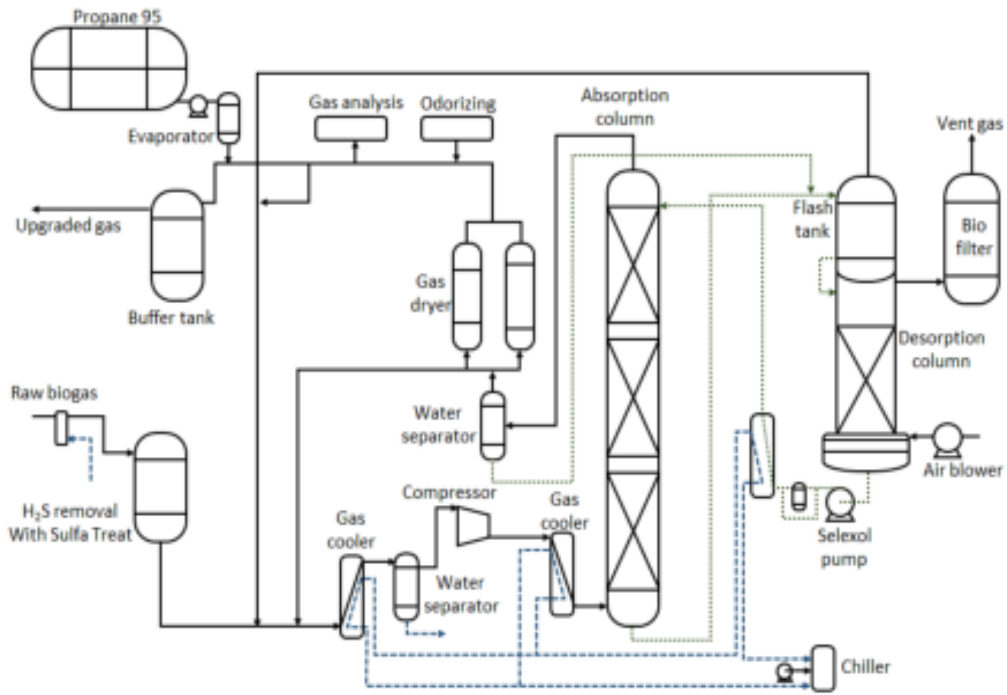 Propane 95
Evaporator
Gas analysis
Odorizing
Absorption
column
Vent gas
Upgraded gas
Buffer tank
Gas
dryer
Flash
tank
Bio
filter
Desorption
column
Raw biogas
Water
separator
Air blower
H₂S removal
With Sulfa Treat
Gas
cooler
Compressor
Gas
cooler
Selexol
pump
Water
separator
Chiller